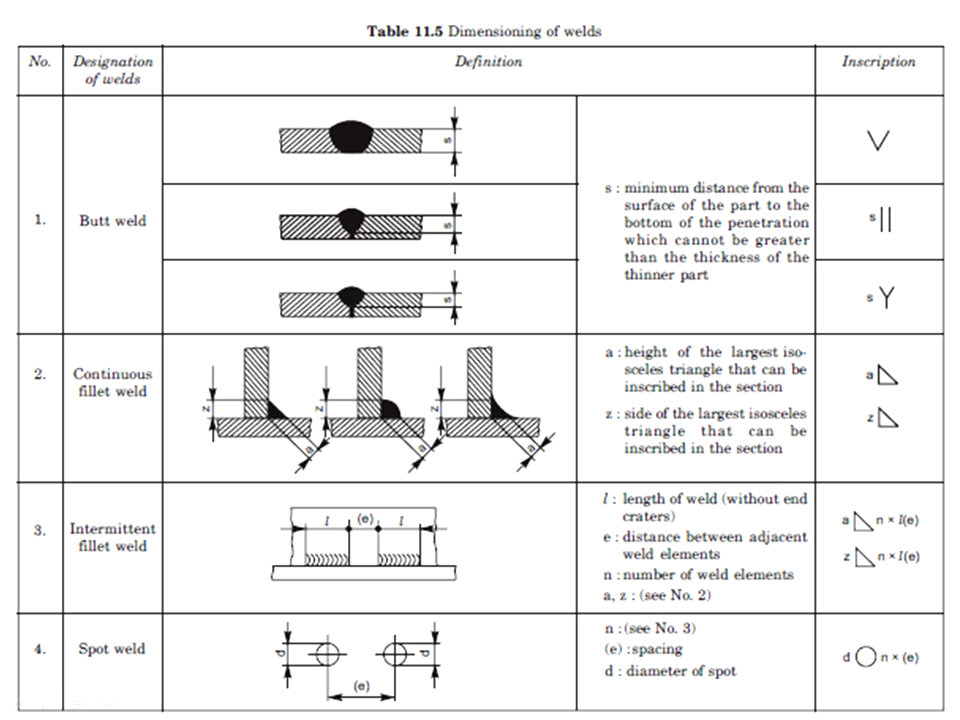 Table 11.5 Dimensioning of welds
No.
Designation
of welds
Definition
Inscription
1.
Butt weld
s
s
s
s : minimum distance from the
surface of the part to the
bottom of the penetration
which cannot be greater
than the thickness of the
thinner part
s
s
2.
Continuous
fillet weld
z
a
z
a
z
a
a : height of the largest iso-
sceles triangle that can be
inscribed in the section
z : side of the largest isosceles
triangle that can be
inscribed in the section
a
z
3.
Intermittent
fillet weld
l (e) l
l : length of weld (without end
craters)
e : distance between adjacent
weld elements
n : number of weld elements
a, z : (see No. 2)
a n × l(e)
z n × l(e)
4.
Spot weld
d
d
(e)
n : (see No. 3)
(e) : spacing
d : diameter of spot
d n × (e)